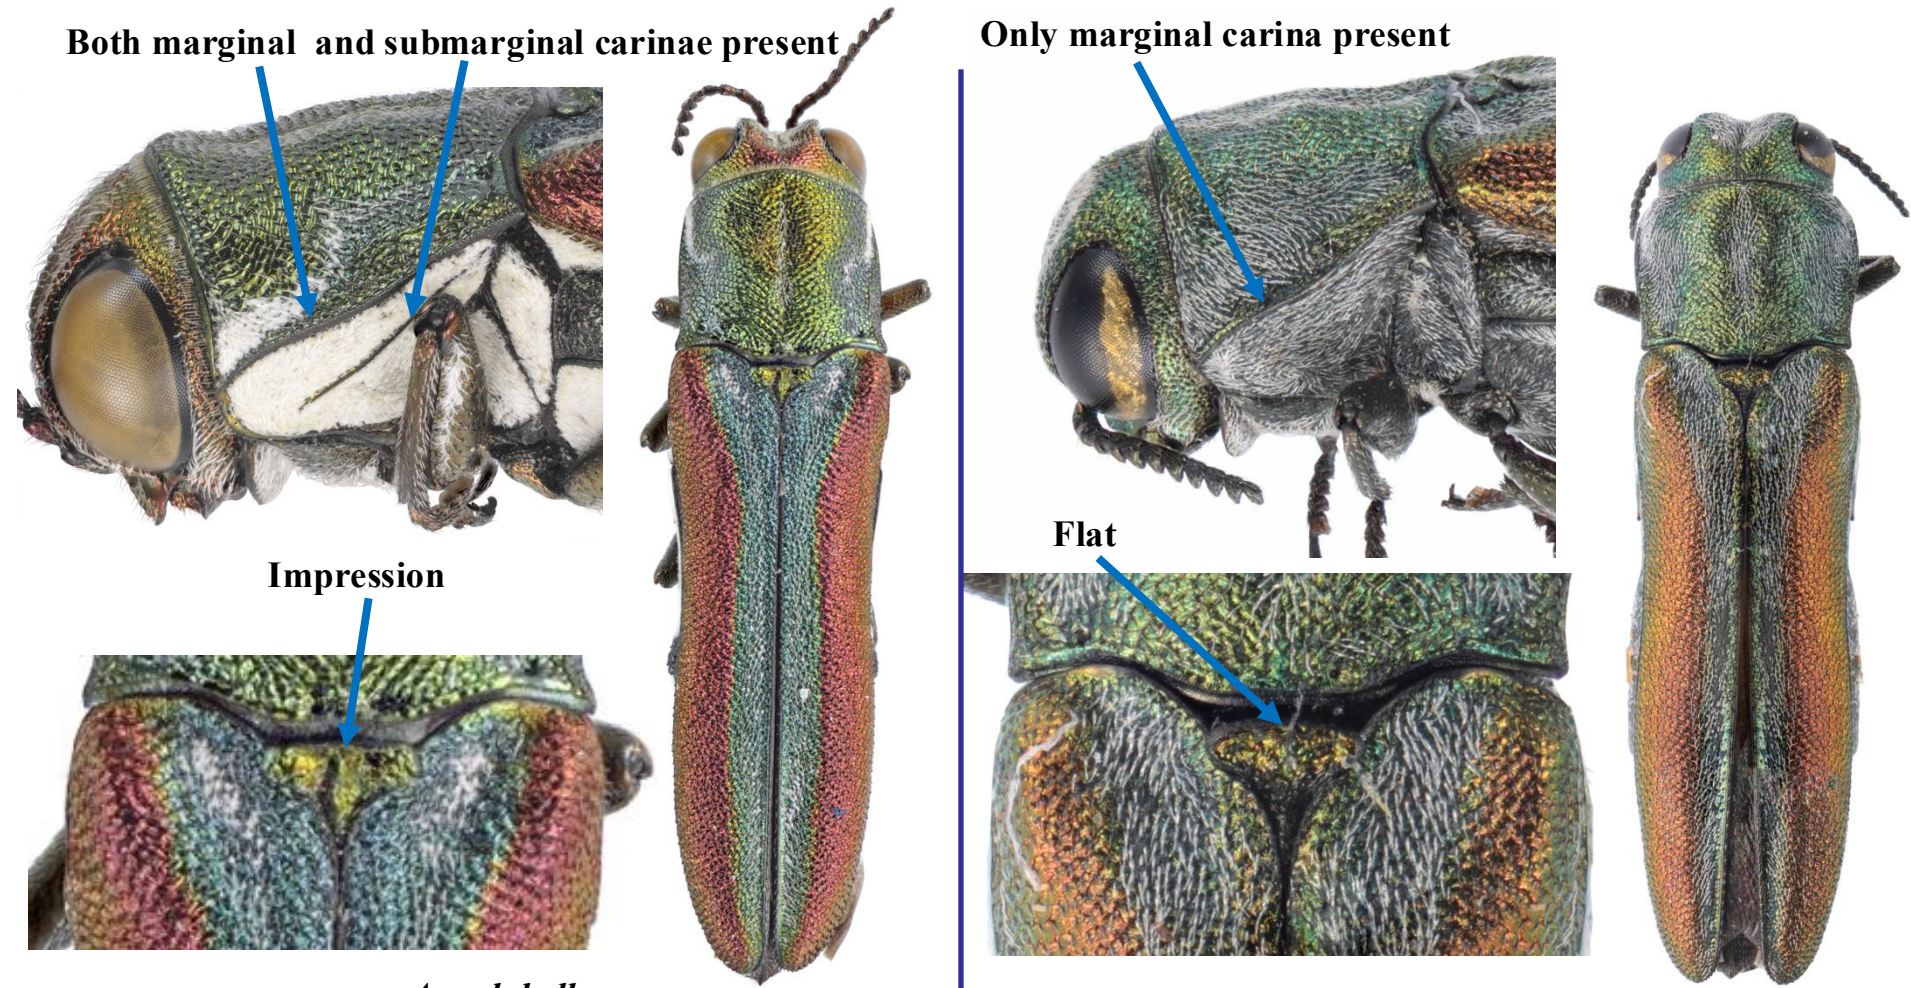 Both marginal and submarginal carinae present
Only marginal carina present
Impression
Flat